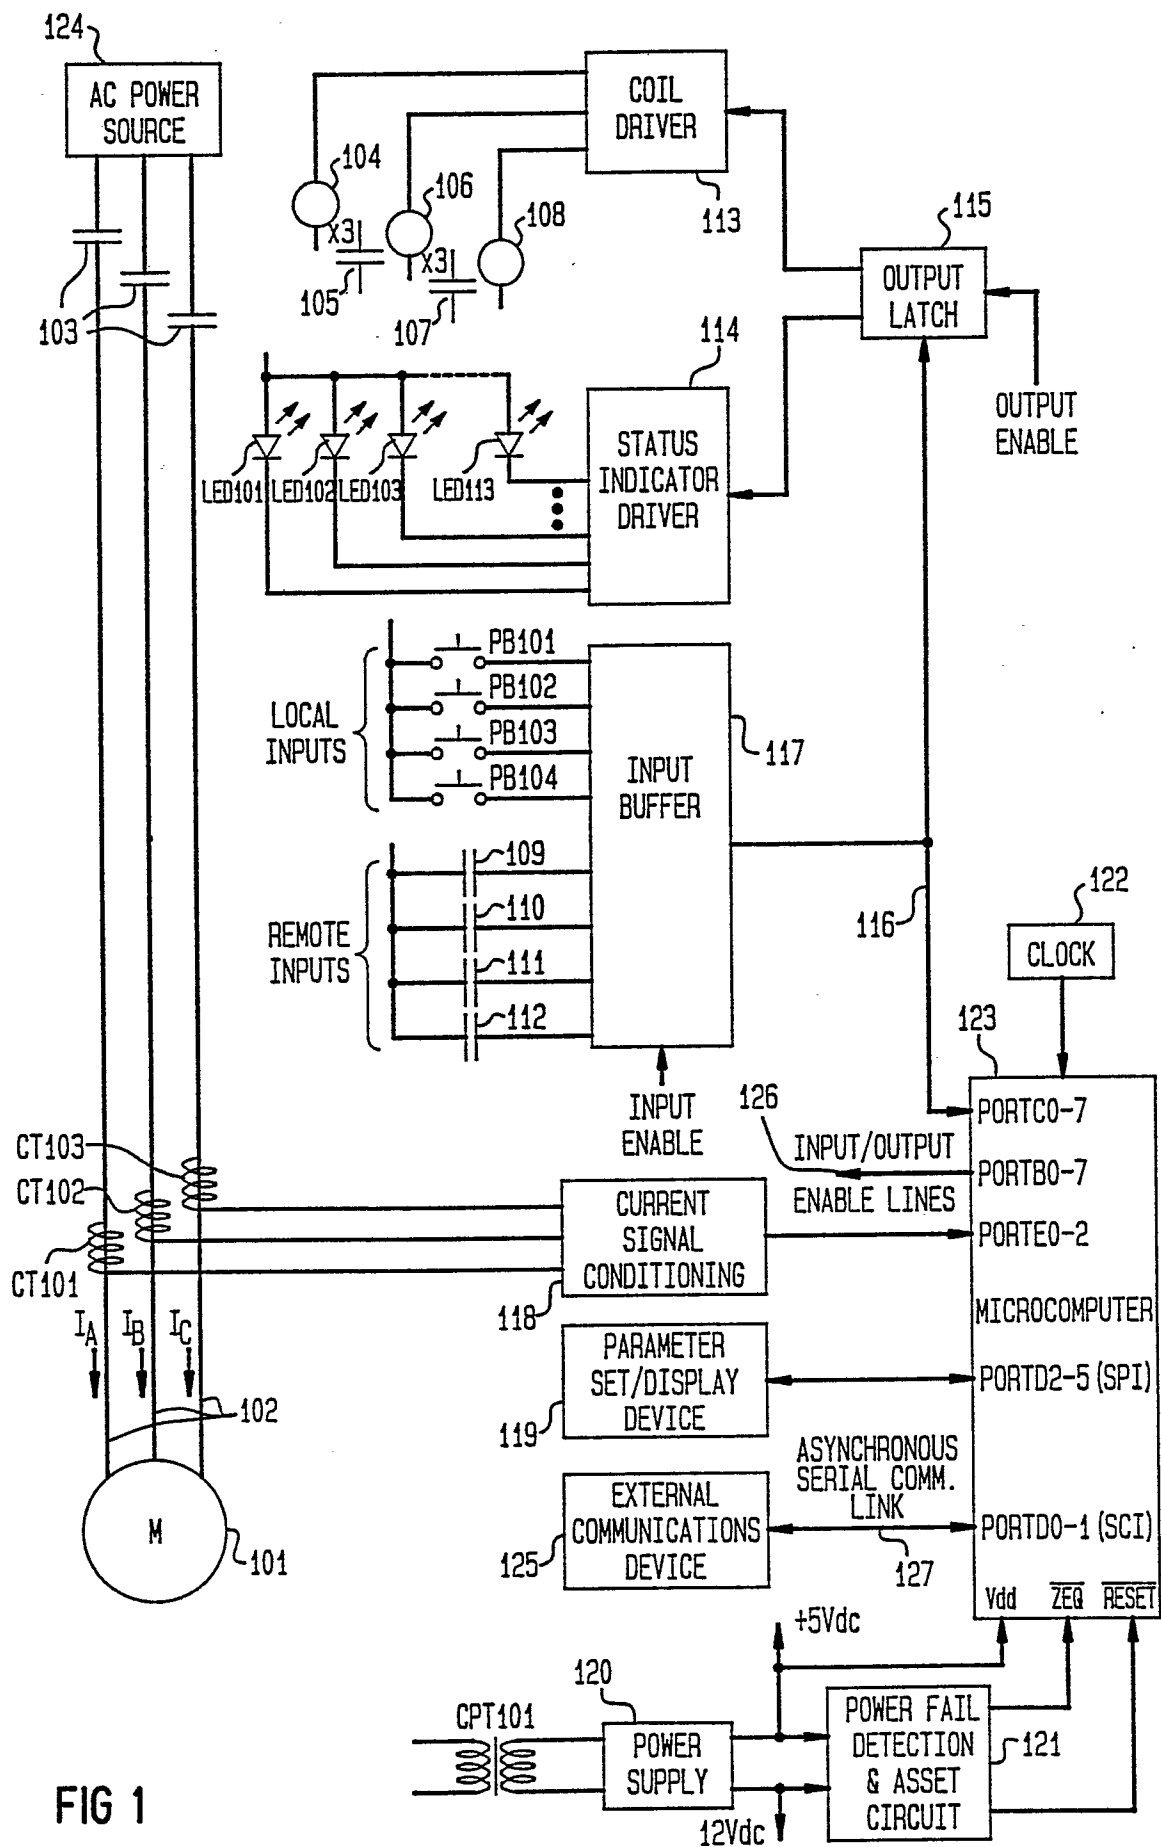 124
AC POWER
SOURCE
COIL
DRIVER
113
104
106
108
X3
X3
105
107
103
115
OUTPUT
LATCH
OUTPUT
ENABLE
114
STATUS
INDICATOR
DRIVER
LED101
LED102
LED103
LED113
LOCAL
INPUTS
PB101
PB102
PB103
PB104
INPUT
BUFFER
117
REMOTE
INPUTS
109
110
111
112
INPUT
ENABLE
116
122
CLOCK
123
PORTC0-7
126
INPUT/OUTPUT
ENABLE LINES
PORTB0-7
PORTE0-2
MICROCOMPUTER
PORTD2-5 (SPI)
PORTD0-1 (SCI)
Vdd
ZEQ
RESET
CT103
CT102
CT101
CURRENT
SIGNAL
CONDITIONING
118
IA
IB
IC
102
PARAMETER
SET/DISPLAY
DEVICE
119
ASYNCHRONOUS
SERIAL COMM.
LINK
127
EXTERNAL
COMMUNICATIONS
DEVICE
125
M
101
+5Vdc
120
CPT101
POWER
SUPPLY
12Vdc
POWER FAIL
DETECTION
& ASSET
CIRCUIT
121
FIG 1